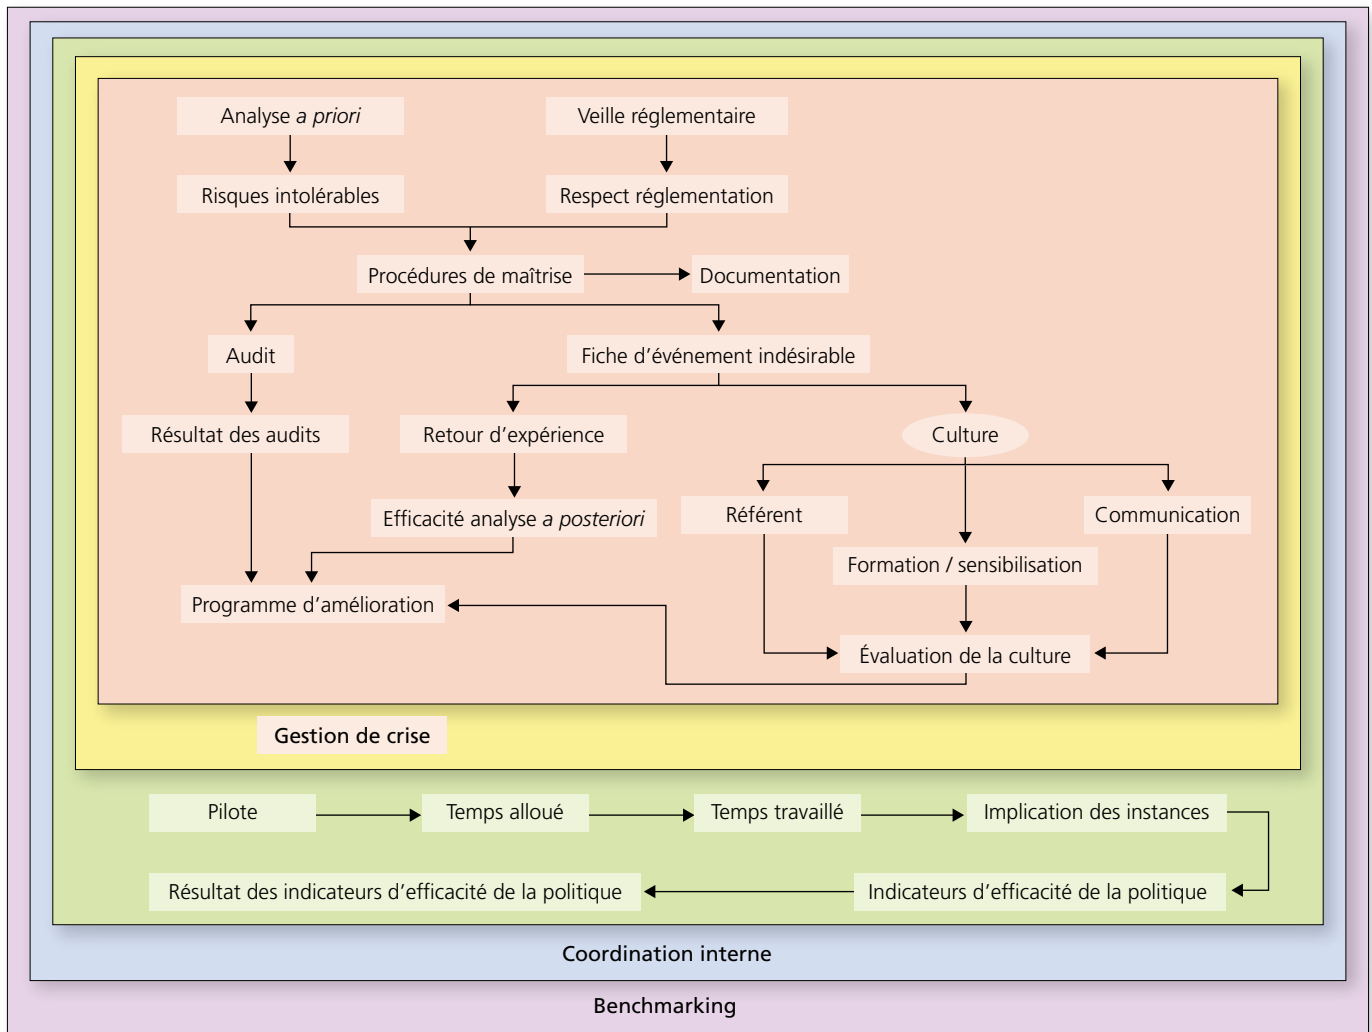 Analyse a priori
Veille réglementaire
Risques intolérables
Respect réglementation
Procédures de maîtrise
Documentation
Audit
Fiche d'événement indésirable
Résultat des audits
Retour d'expérience
Culture
Efficacité analyse a posteriori
Référent
Communication
Formation / sensibilisation
Programme d'amélioration
Évaluation de la culture
Gestion de crise
Pilote
Temps alloué
Temps travaillé
Implication des instances
Résultat des indicateurs d'efficacité de la politique
Indicateurs d'efficacité de la politique
Coordination interne
Benchmarking